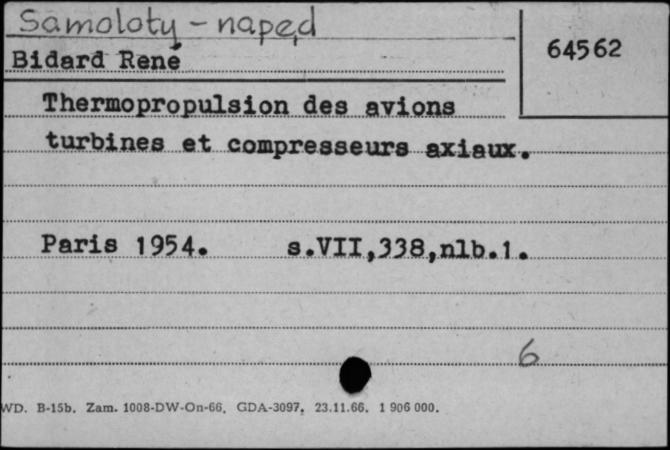 Samoloty - napęd
64562
Bidard René
Thermopropulsion des avions
turbines et compresseurs axiaux.
Paris 1954. s.VII,338,nlb.1.
6
WD. B-15b. Zam. 1008-DW-On-66. GDA-3097. 23.11.66. 1 906 000.